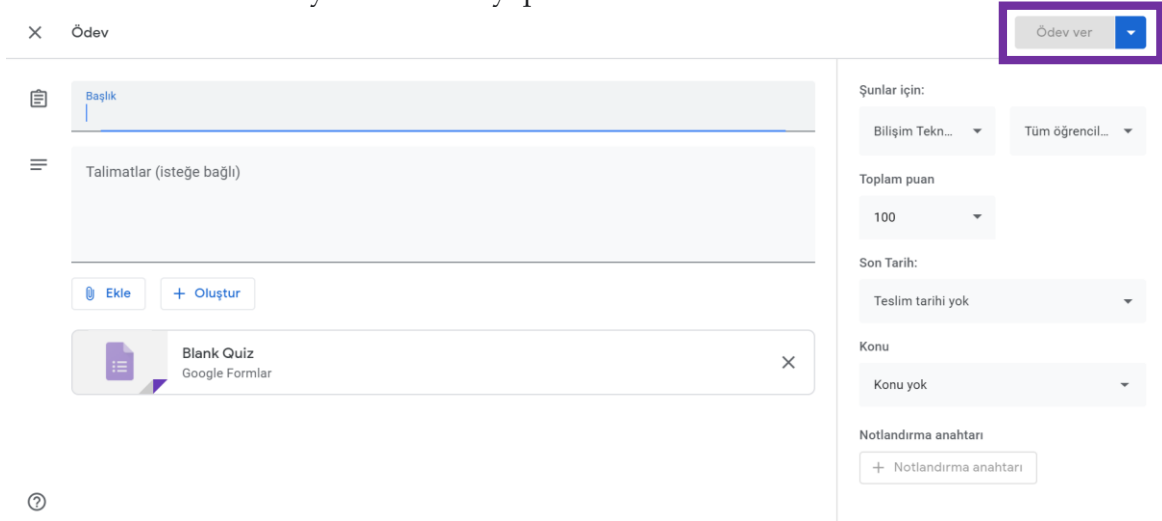 Ödev
Ödev ver
Başlık
Talimatlar (isteğe bağlı)
Ekle
Oluştur
Blank Quiz
Google Formlar
Şunlar için:
Bilişim Tekn...
Tüm öğrencil...
Toplam puan
100
Son Tarih:
Teslim tarihi yok
Konu
Konu yok
Notlandırma anahtarı
+ Notlandırma anahtarı